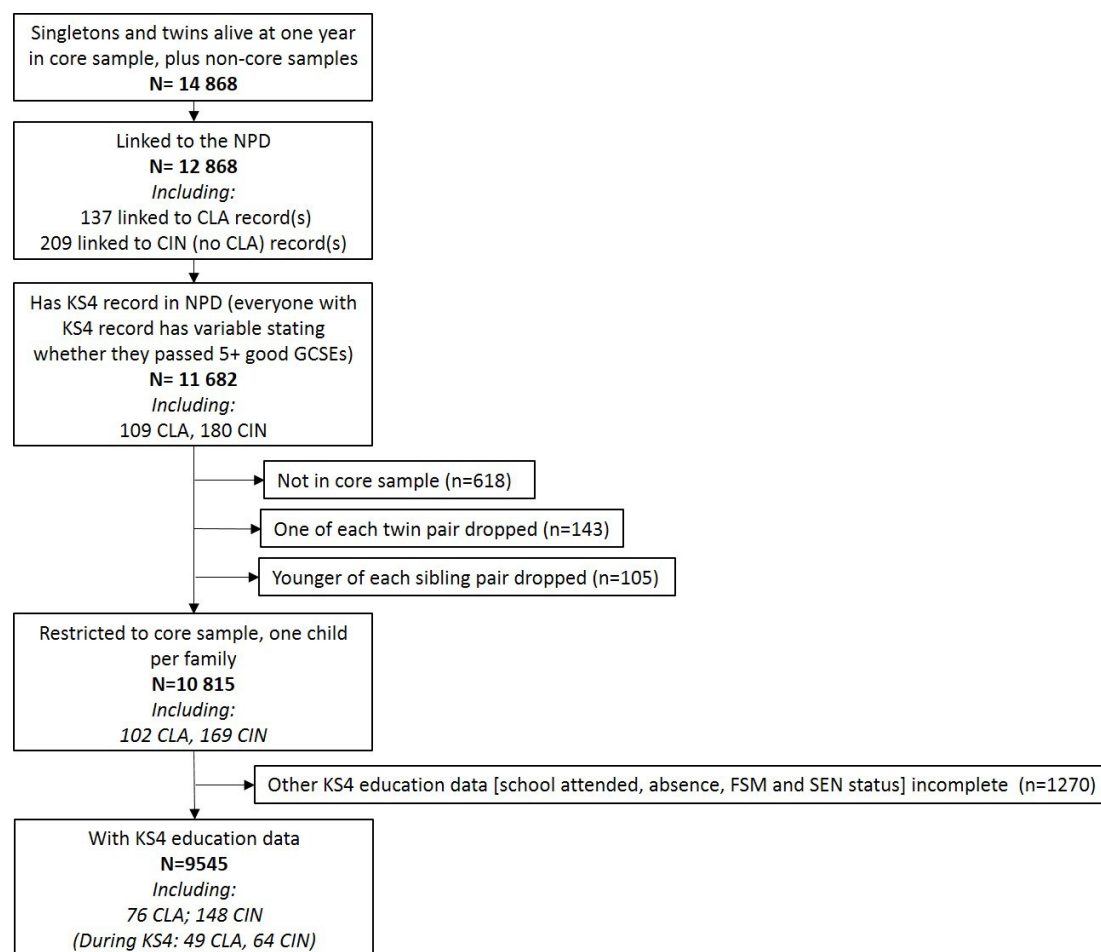 Singletons and twins alive at one year
in core sample, plus non-core samples
N= 14 868
Linked to the NPD
N= 12 868
Including:
137 linked to CLA record(s)
209 linked to CIN (no CLA) record(s)
Has KS4 record in NPD (everyone with
KS4 record has variable stating
whether they passed 5+ good GCSEs)
N= 11 682
Including:
109 CLA, 180 CIN
Not in core sample (n=618)
One of each twin pair dropped (n=143)
Younger of each sibling pair dropped (n=105)
Restricted to core sample, one child
per family
N=10 815
Including:
102 CLA, 169 CIN
Other KS4 education data [school attended, absence, FSM and SEN status] incomplete (n=1270)
With KS4 education data
N=9545
Including:
76 CLA; 148 CIN
(During KS4: 49 CLA, 64 CIN)